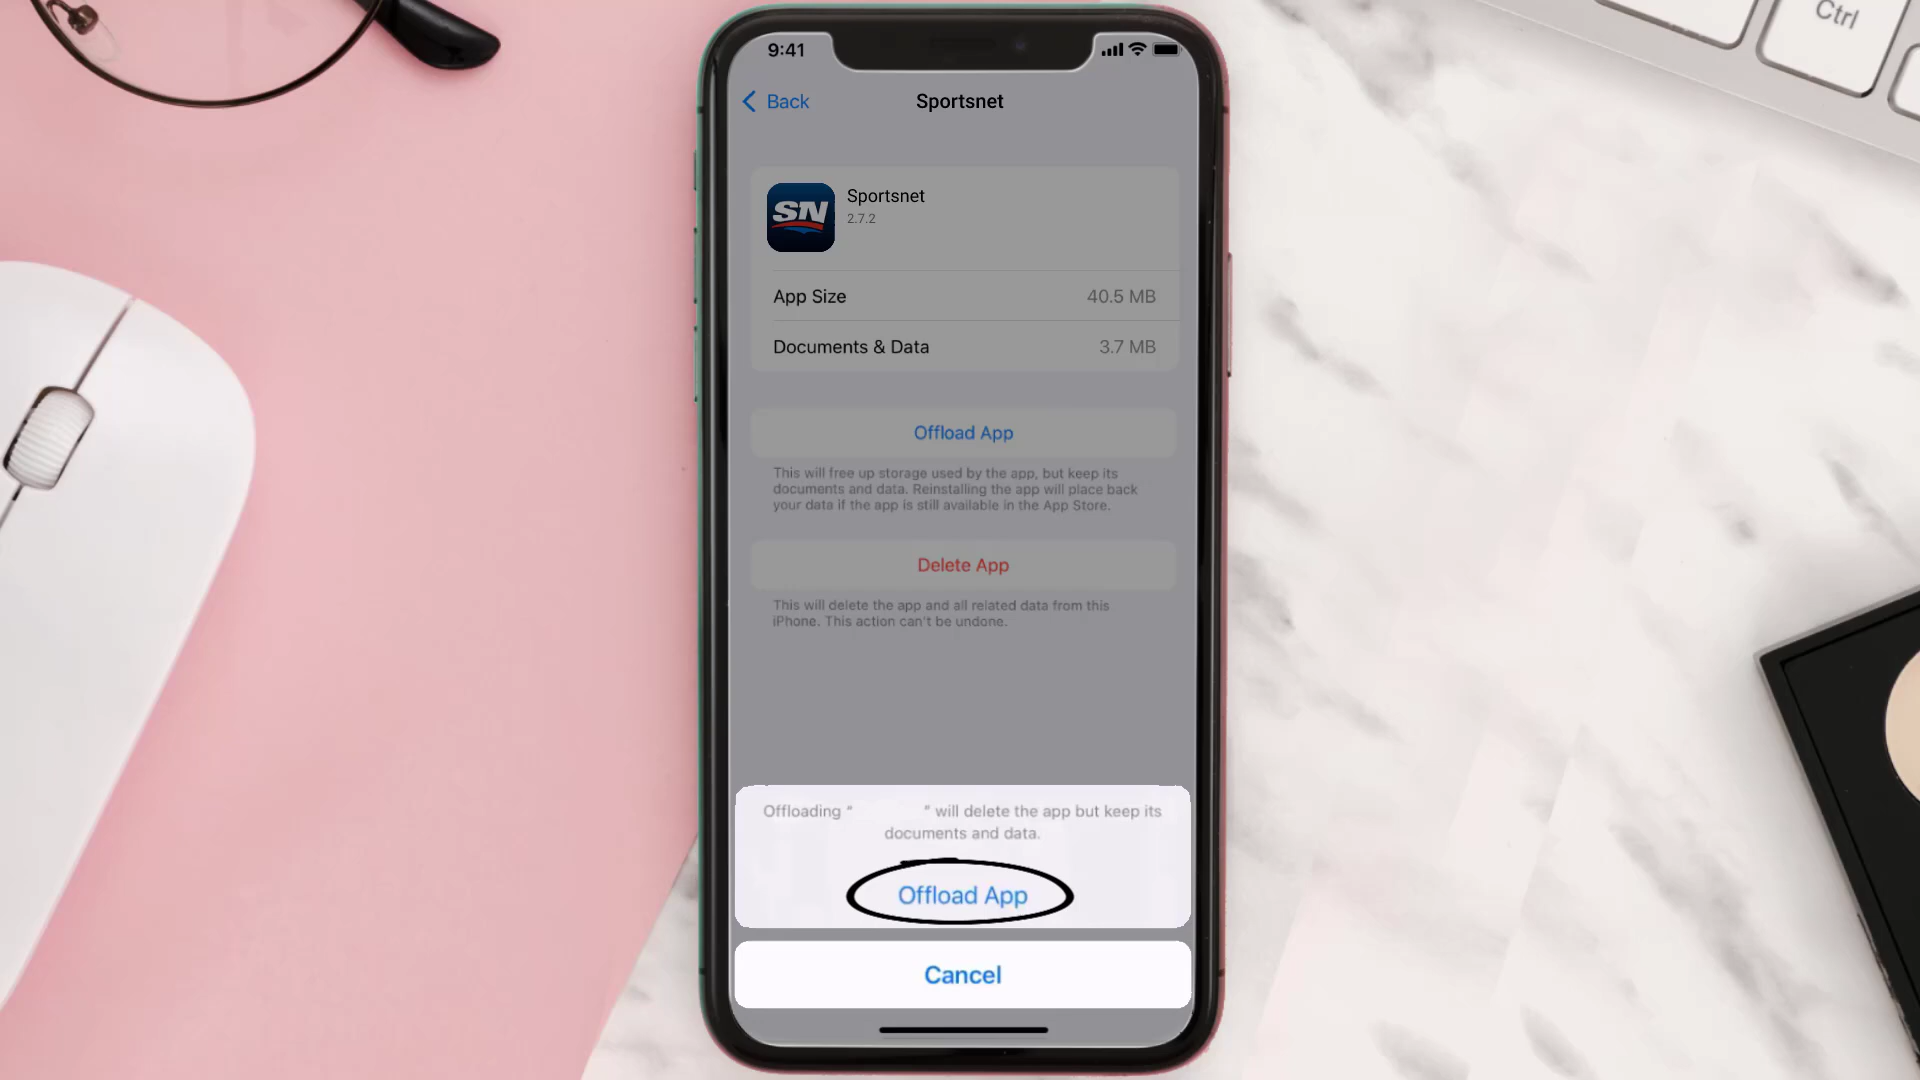 Ctrl
9:41
Back
Sportsnet
SN
Sportsnet
2.7.2
App Size 40.5 MB
Documents & Data 3.7 MB
Offload App
This will free up storage used by the app, but keep its
documents and data. Reinstalling the app will place back
your data if the app is still available in the App Store.
Delete App
This will delete the app and all related data from this
iPhone. This action can't be undone.
Offloading “ ” will delete the app but keep its
documents and data.
Offload App
Cancel